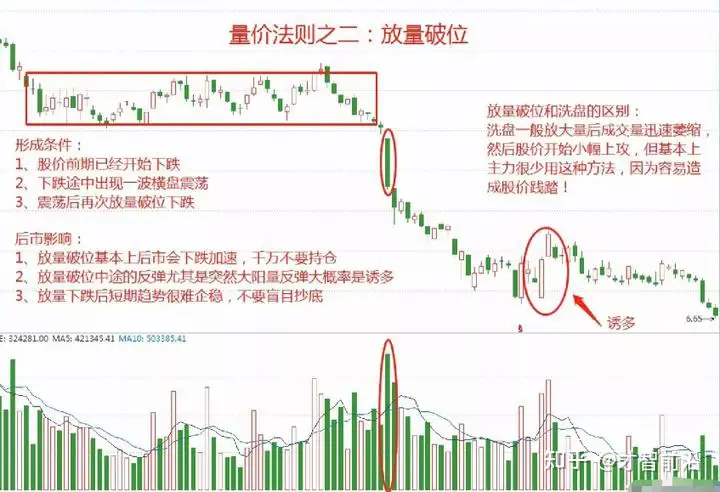 量价法则之二：放量破位
放量破位和洗盘的区别：
洗盘一般放大量后成交量迅速萎缩，
然后股价开始小幅上攻，但基本上
主力很少用这种方法，因为容易造
成股价践踏！
形成条件：
1、股价前期已经开始下跌
2、下跌途中出现一波横盘震荡
3、震荡后再次放量破位下跌
后市影响：
1、放量破位基本上后市会下跌加速，千万不要持仓
2、放量破位中途的反弹尤其是突然大阳量反弹大概率是诱多
3、放量下跌后短期趋势很难企稳，不要盲目抄底
6.65
诱多
E: 324281.00 MA5: 421345.41 MA10: 503385.41
知乎 @才智前沿